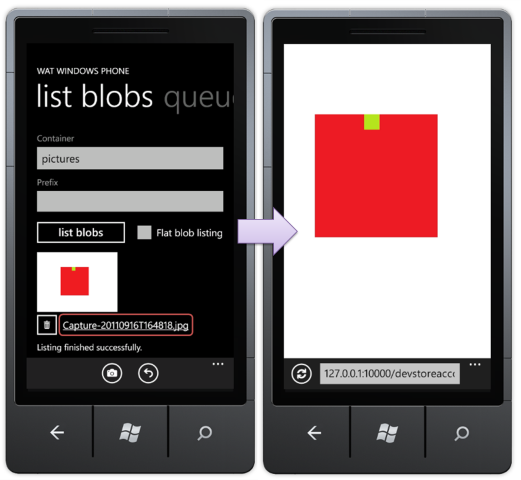 WAT WINDOWS PHONE
list blobs queu
Container
pictures
Prefix
list blobs
Flat blob listing
Capture-20110916T164818.jpg
Listing finished successfully.
127.0.0.1:10000/devstoreacc